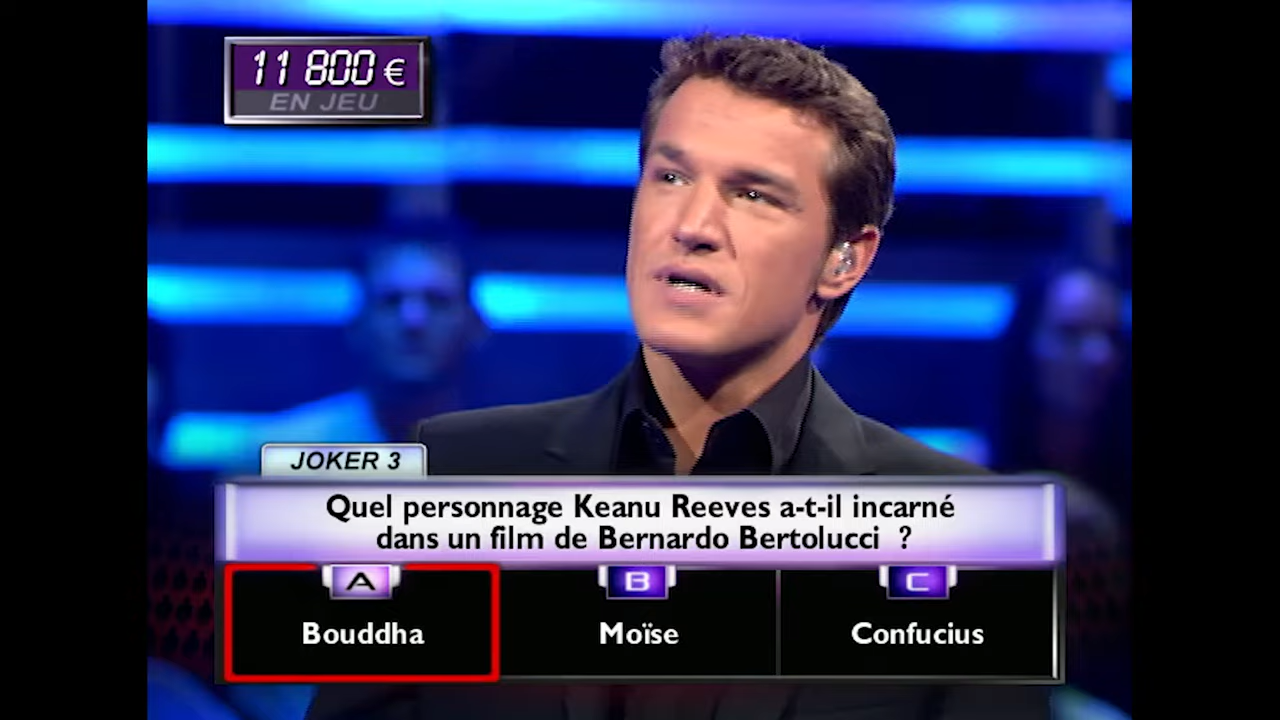 11 800 €
EN JEU
JOKER 3
Quel personnage Keanu Reeves a-t-il incarné
dans un film de Bernardo Bertolucci ?
A
B
C
Bouddha
Moïse
Confucius